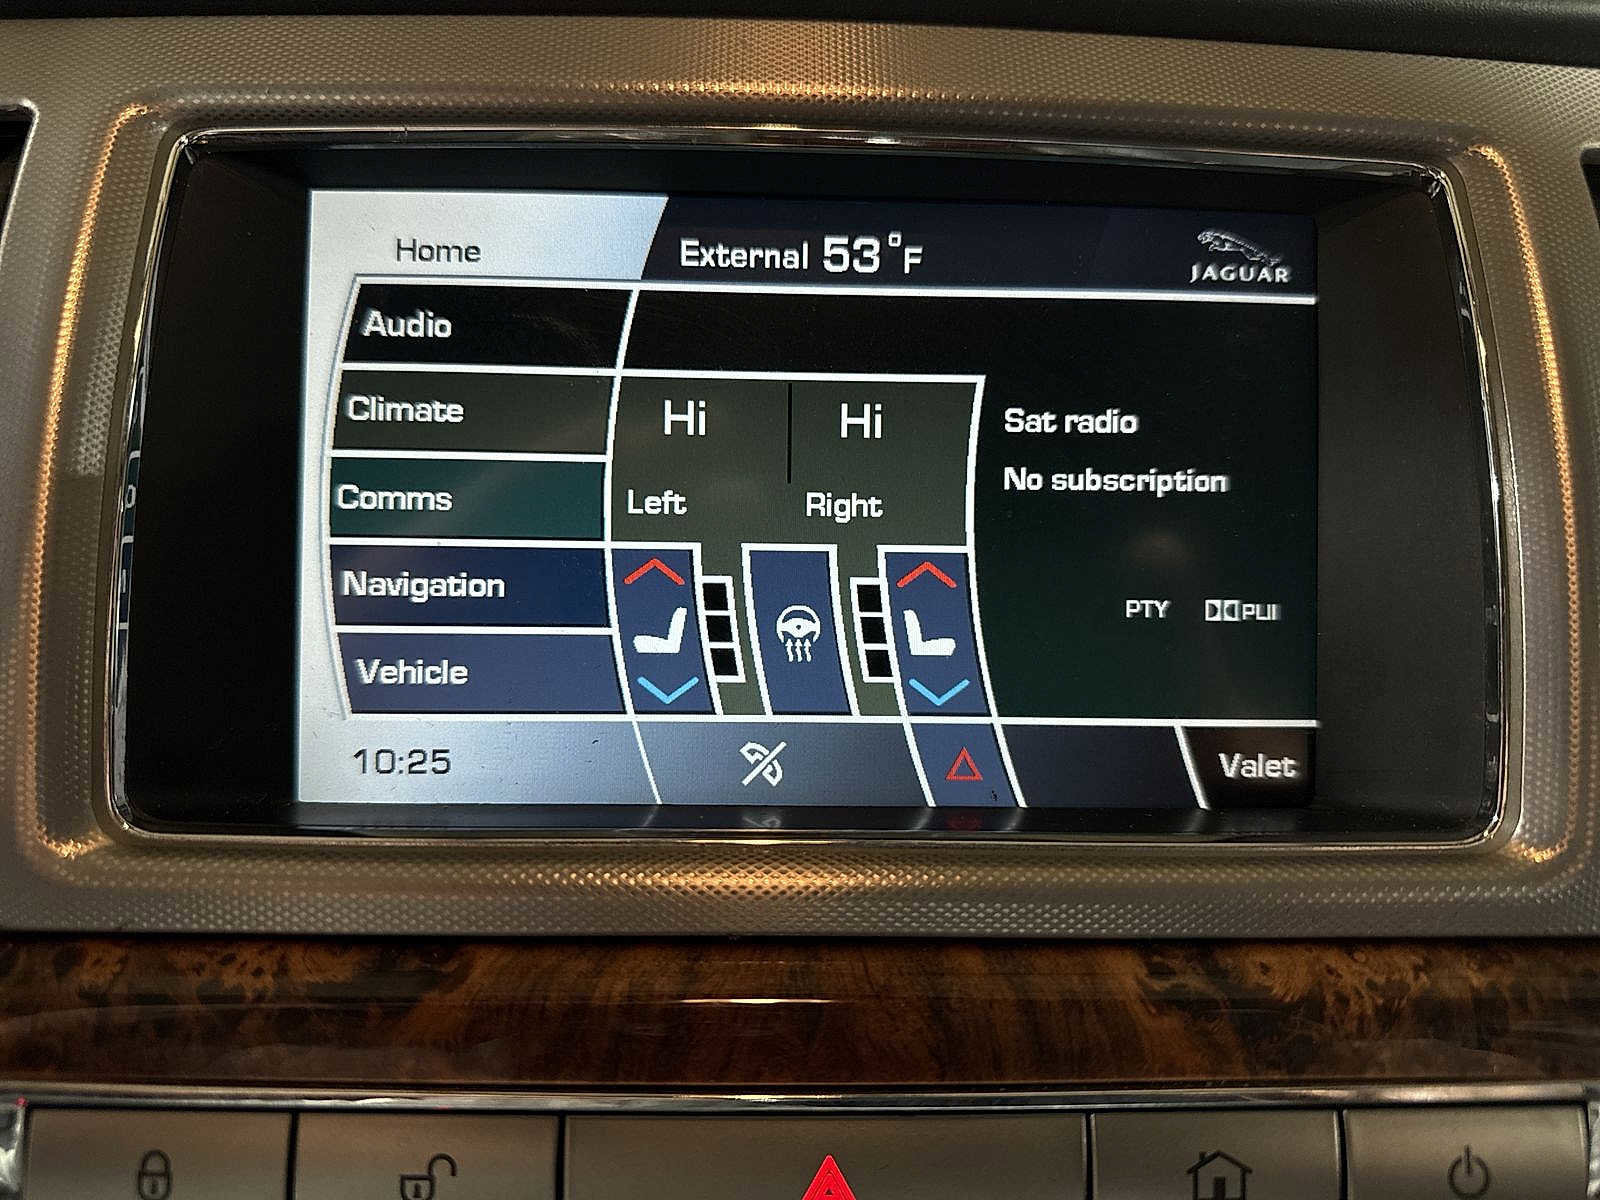 Home
External 53°F
JAGUAR
Audio
Climate
Hi Hi
Sat radio
No subscription
Comms
Left Right
Navigation
PTY DOLBY PLII
Vehicle
10:25
Valet